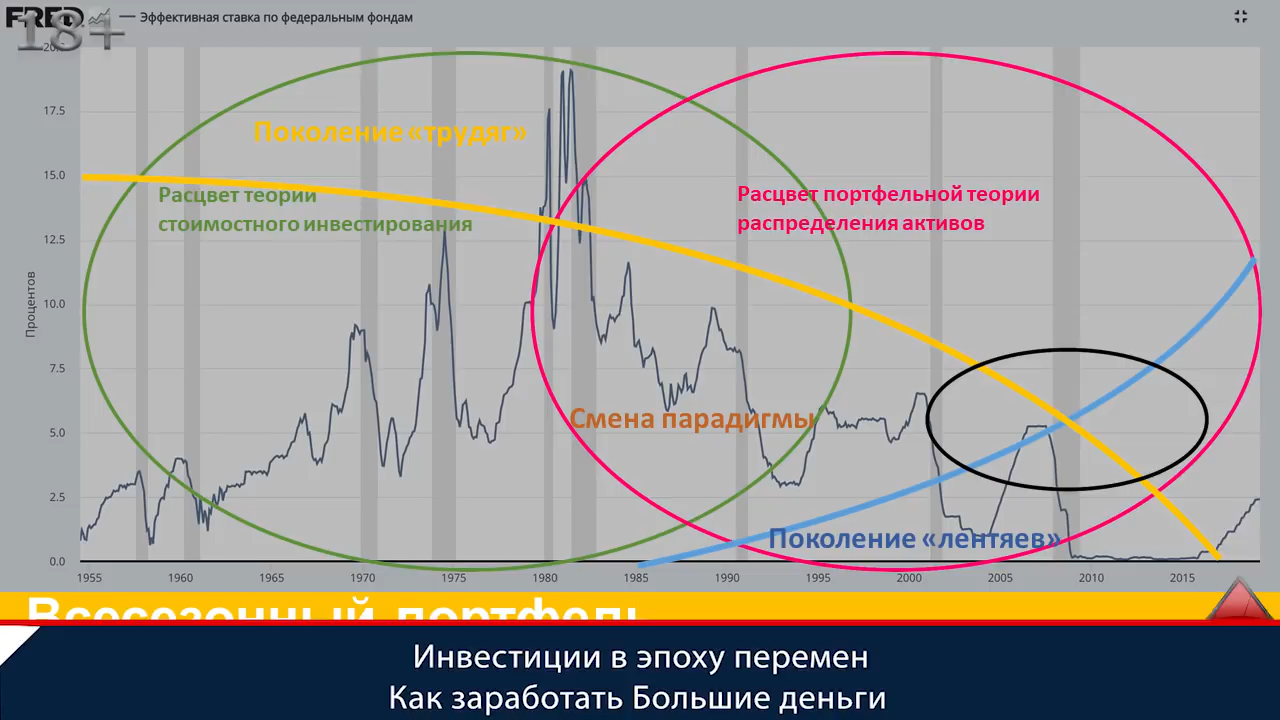 FRED
— Эффективная ставка по федеральным фондам
18+
17.5
15.0
12.5
10.0
7.5
5.0
2.5
0.0
Процентов
Поколение «трудяг»
Расцвет теории
стоимостного инвестирования
Расцвет портфельной теории
распределения активов
Смена парадигмы
Поколение «лентяев»
1955 1960 1965 1970 1975 1980 1985 1990 1995 2000 2005 2010 2015
Всесезонный портфель
Инвестиции в эпоху перемен
Как заработать Большие деньги